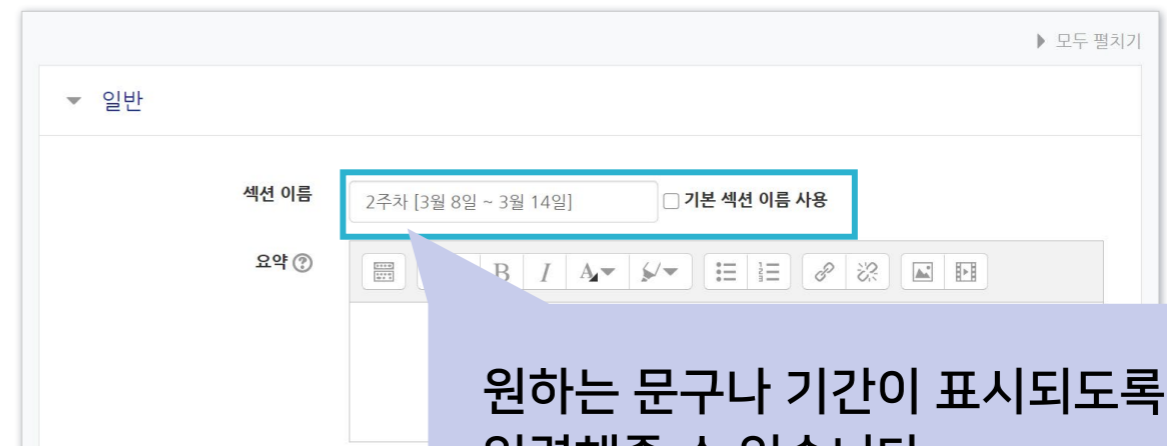 모두 펼치기
일반
섹션 이름
2주차 [3월 8일 ~ 3월 14일]
기본 섹션 이름 사용
요약
원하는 문구나 기간이 표시되도록